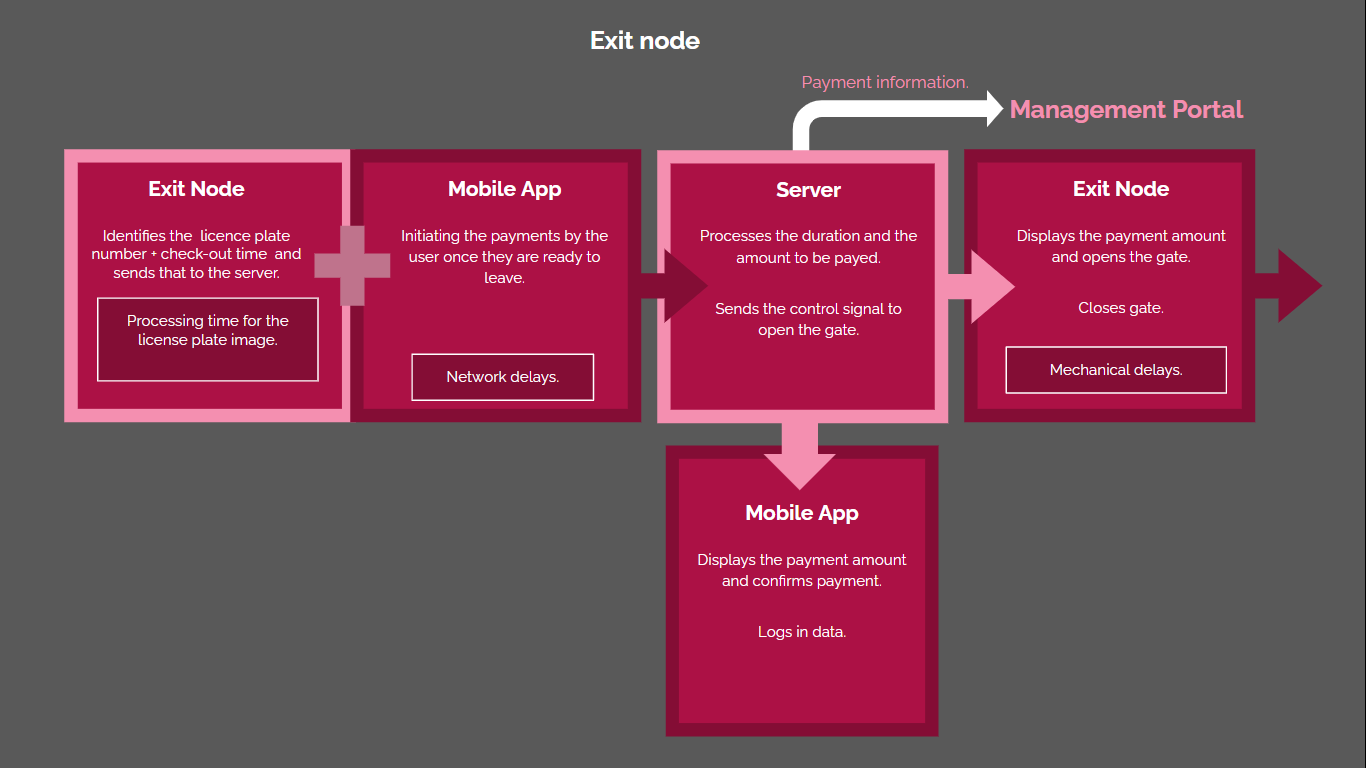 Exit node
Payment information.
Management Portal
Exit Node
Identifies the  licence plate
number + check-out time  and
sends that to the server.
Processing time for the
license plate image.
Mobile App
Initiating the payments by the
user once they are ready to
leave.
Network delays.
Server
Processes the duration and the
amount to be payed.
Sends the control signal to
open the gate.
Exit Node
Displays the payment amount
and opens the gate.
Closes gate.
Mechanical delays.
Mobile App
Displays the payment amount
and confirms payment.
Logs in data.